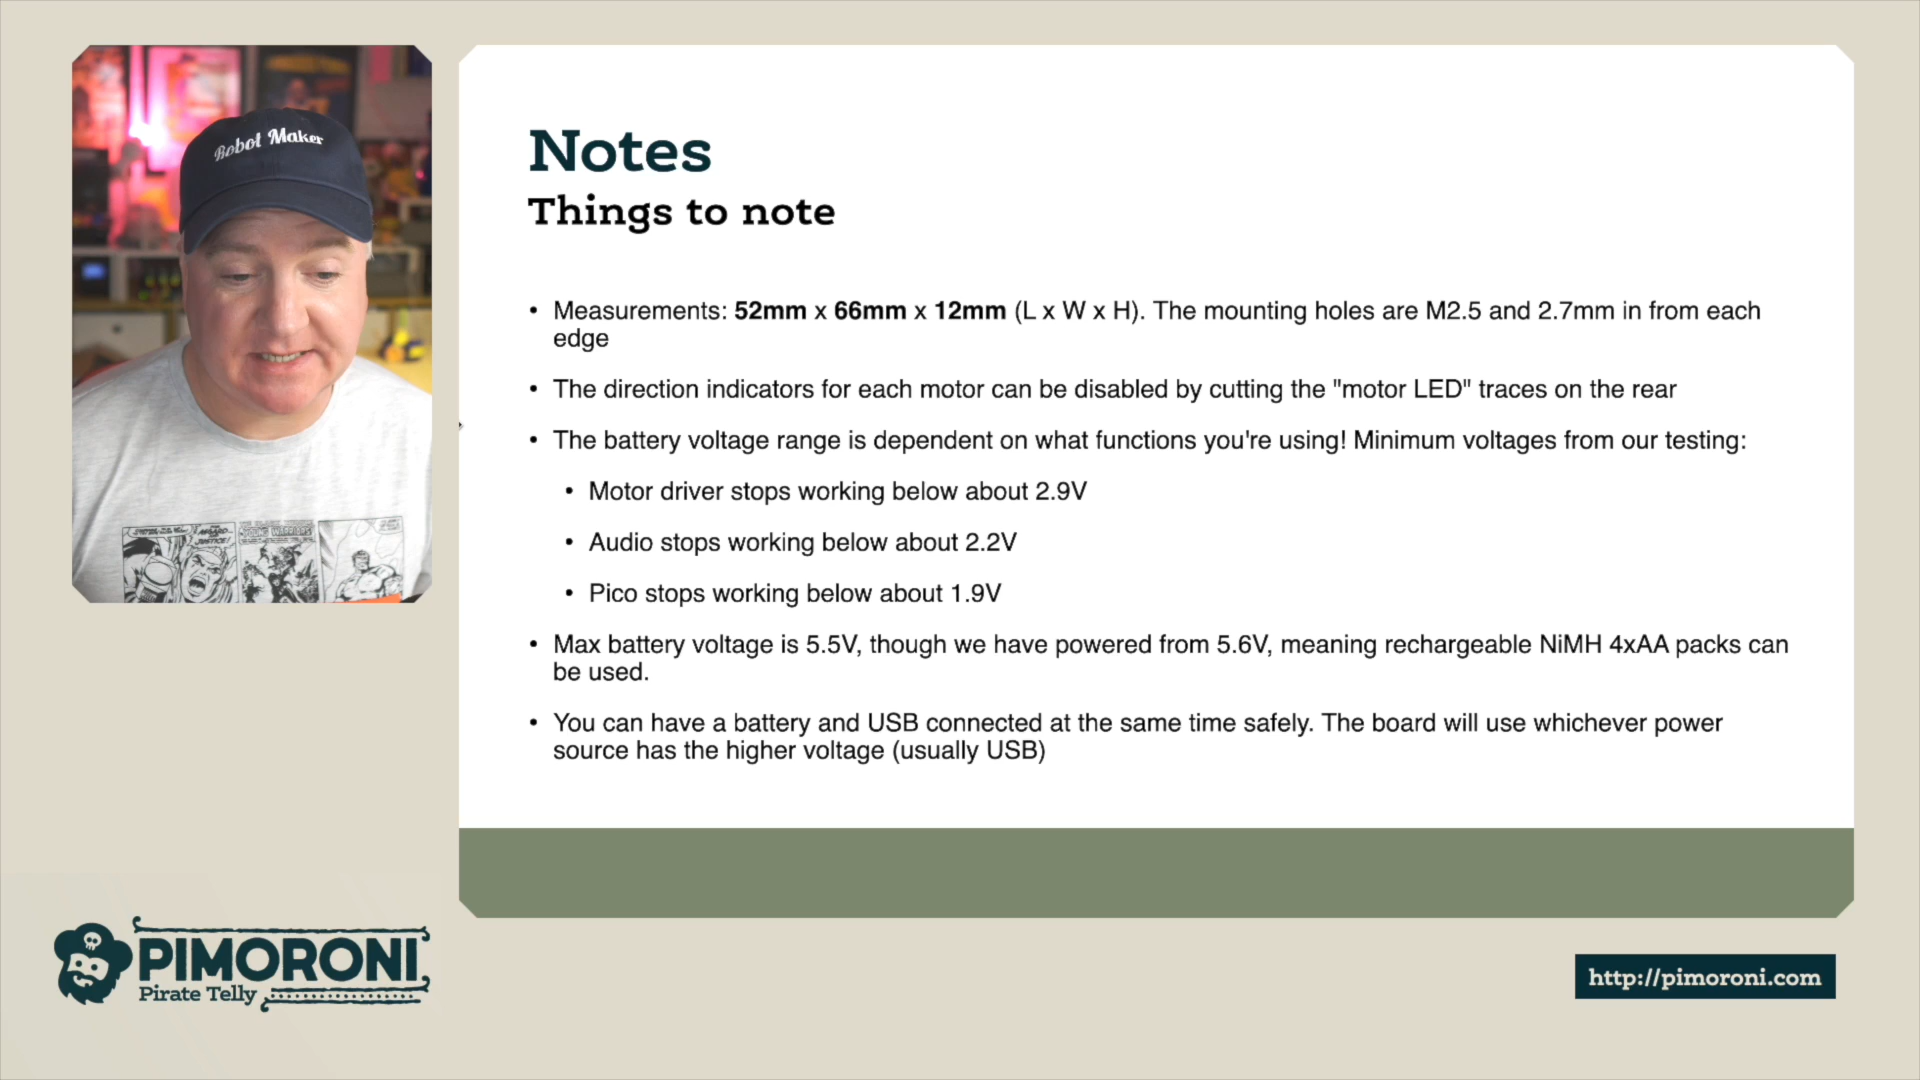 Robot Maker
Notes
Things to note
• Measurements: 52mm x 66mm x 12mm (L x W x H). The mounting holes are M2.5 and 2.7mm in from each
edge
• The direction indicators for each motor can be disabled by cutting the "motor LED" traces on the rear
• The battery voltage range is dependent on what functions you're using! Minimum voltages from our testing:
• Motor driver stops working below about 2.9V
• Audio stops working below about 2.2V
• Pico stops working below about 1.9V
• Max battery voltage is 5.5V, though we have powered from 5.6V, meaning rechargeable NiMH 4xAA packs can
be used.
• You can have a battery and USB connected at the same time safely. The board will use whichever power
source has the higher voltage (usually USB)
PIMORONI
Pirate Telly
http://pimoroni.com